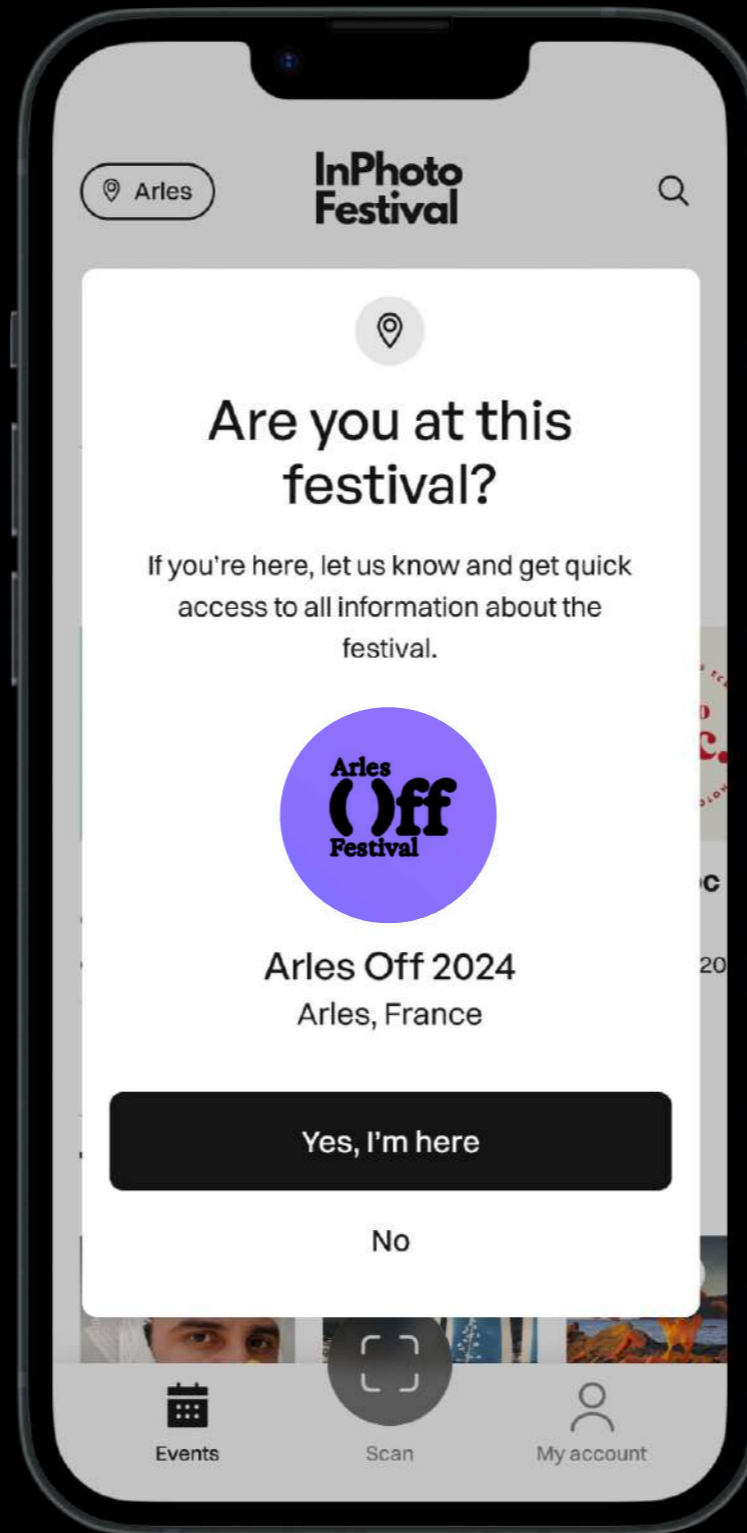 Arles
InPhoto
Festival
Are you at this
festival?
If you're here, let us know and get quick
access to all information about the
festival.
Arles
Off
Festival
Arles Off 2024
Arles, France
20
Yes, I'm here
No
Events
Scan
My account